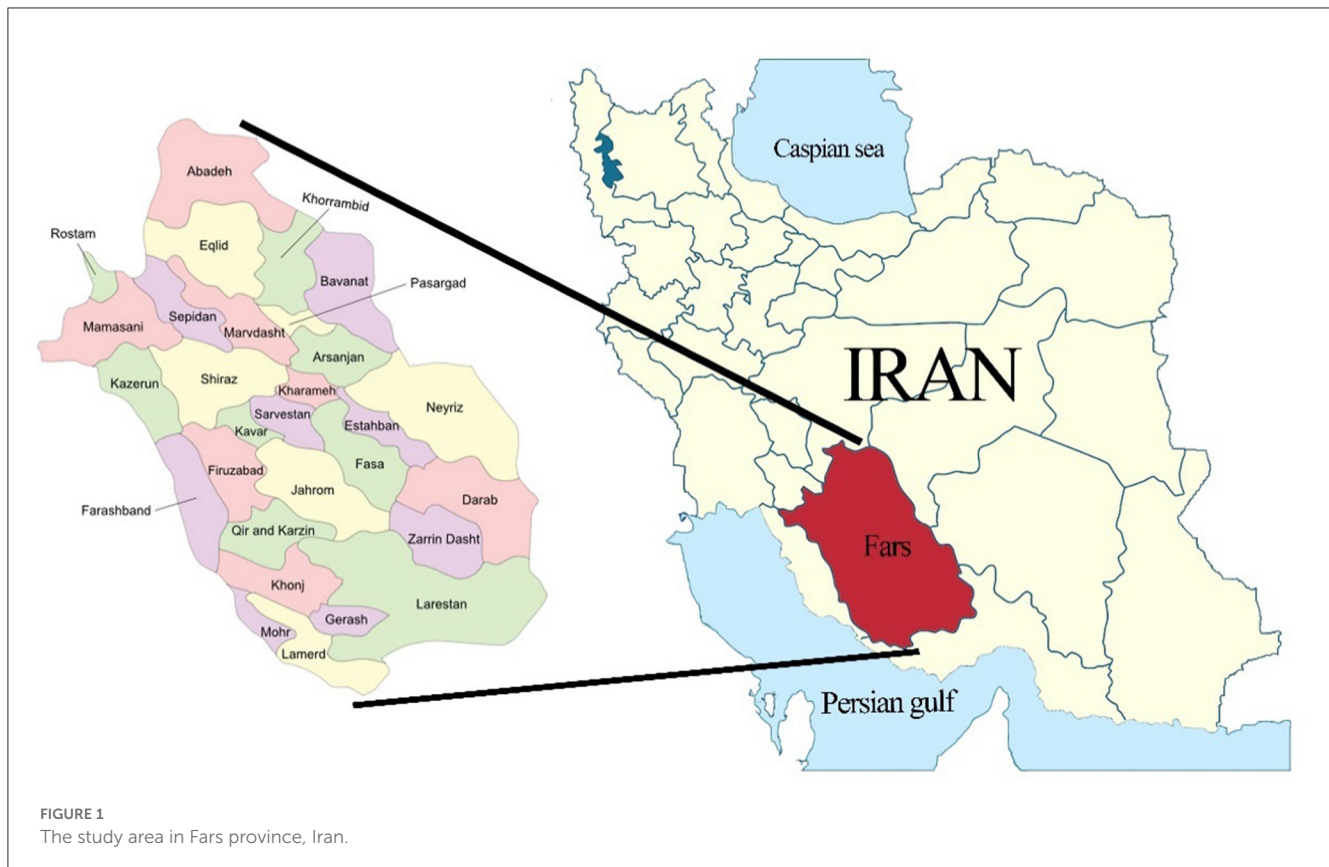 Abadeh
Khorrambid
Rostam
Eqlid
Bavanat
Pasargad
Sepidan
Mamasani
Marvdasht
Arsanjan
Kazerun
Shiraz
Kharameh
Neyriz
Sarvestan
Estahban
Kavar
Firuzabad
Fasa
Jahrom
Darab
Farashband
Qir and Karzin
Zarrin Dasht
Khonj
Larestan
Gerash
Mohr
Lamerd
Caspian sea
IRAN
Fars
Persian gulf
FIGURE 1
The study area in Fars province, Iran.